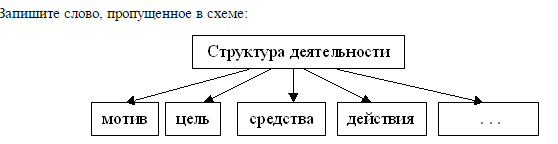 Запишите слово, пропущенное в схеме:
Структура деятельности
мотив цель средства действия . . .